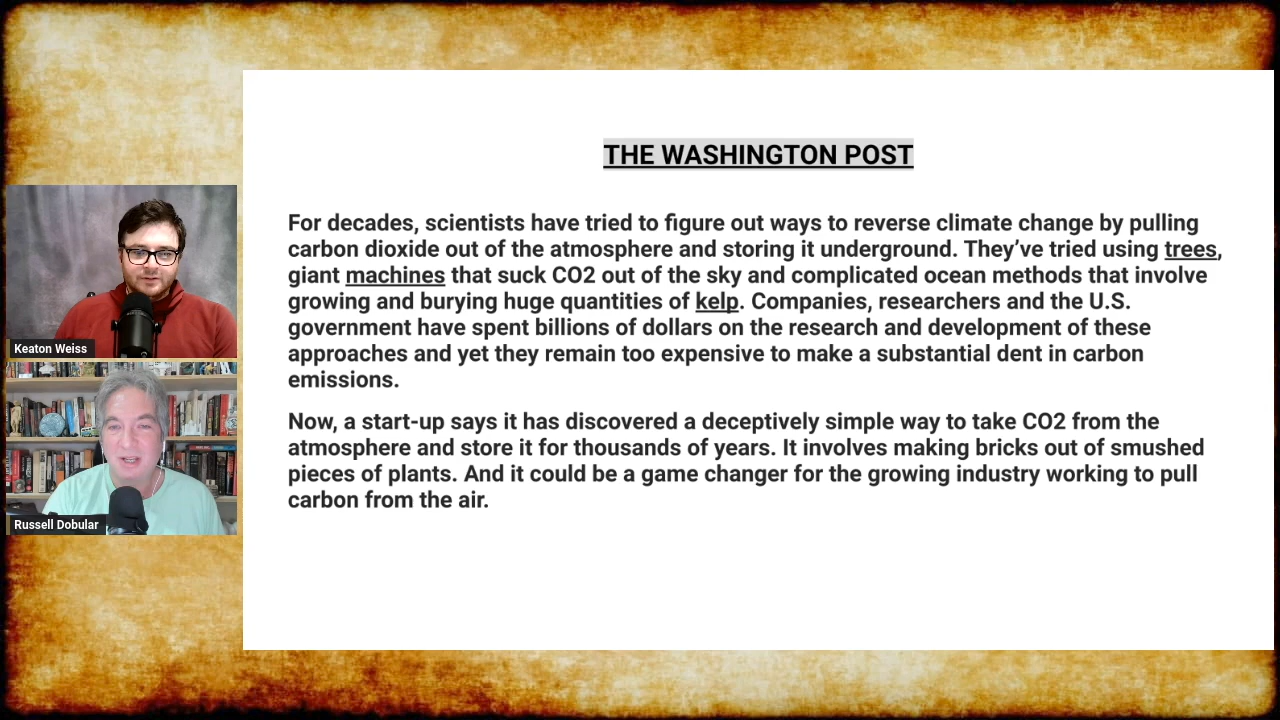 THE WASHINGTON POST
For decades, scientists have tried to figure out ways to reverse climate change by pulling
carbon dioxide out of the atmosphere and storing it underground. They’ve tried using trees,
giant machines that suck CO2 out of the sky and complicated ocean methods that involve
growing and burying huge quantities of kelp. Companies, researchers and the U.S.
government have spent billions of dollars on the research and development of these
approaches and yet they remain too expensive to make a substantial dent in carbon
emissions.
Now, a start-up says it has discovered a deceptively simple way to take CO2 from the
atmosphere and store it for thousands of years. It involves making bricks out of smushed
pieces of plants. And it could be a game changer for the growing industry working to pull
carbon from the air.
Keaton Weiss
Russell Dobular